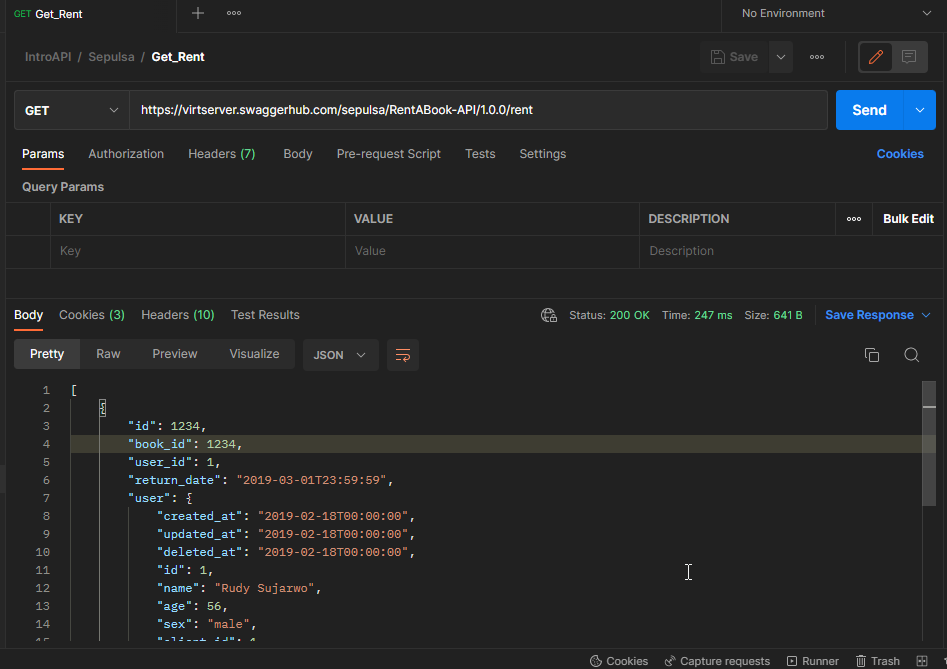 GET Get_Rent
No Environment
IntroAPI / Sepulsa / Get_Rent
Save
GET
https://virtserver.swaggerhub.com/sepulsa/RentABook-API/1.0.0/rent
Send
Params Authorization Headers (7) Body Pre-request Script Tests Settings Cookies
Query Params
KEY VALUE DESCRIPTION Bulk Edit
Key Value Description
Body Cookies (3) Headers (10) Test Results Status: 200 OK Time: 247 ms Size: 641 B Save Response
Pretty Raw Preview Visualize JSON
1 [
2 {
3 "id": 1234,
4 "book_id": 1234,
5 "user_id": 1,
6 "return_date": "2019-03-01T23:59:59",
7 "user": {
8 "created_at": "2019-02-18T00:00:00",
9 "updated_at": "2019-02-18T00:00:00",
10 "deleted_at": "2019-02-18T00:00:00",
11 "id": 1,
12 "name": "Rudy Sujarwo",
13 "age": 56,
14 "sex": "male",
15 "client_id": 1
Cookies Capture requests Runner Trash